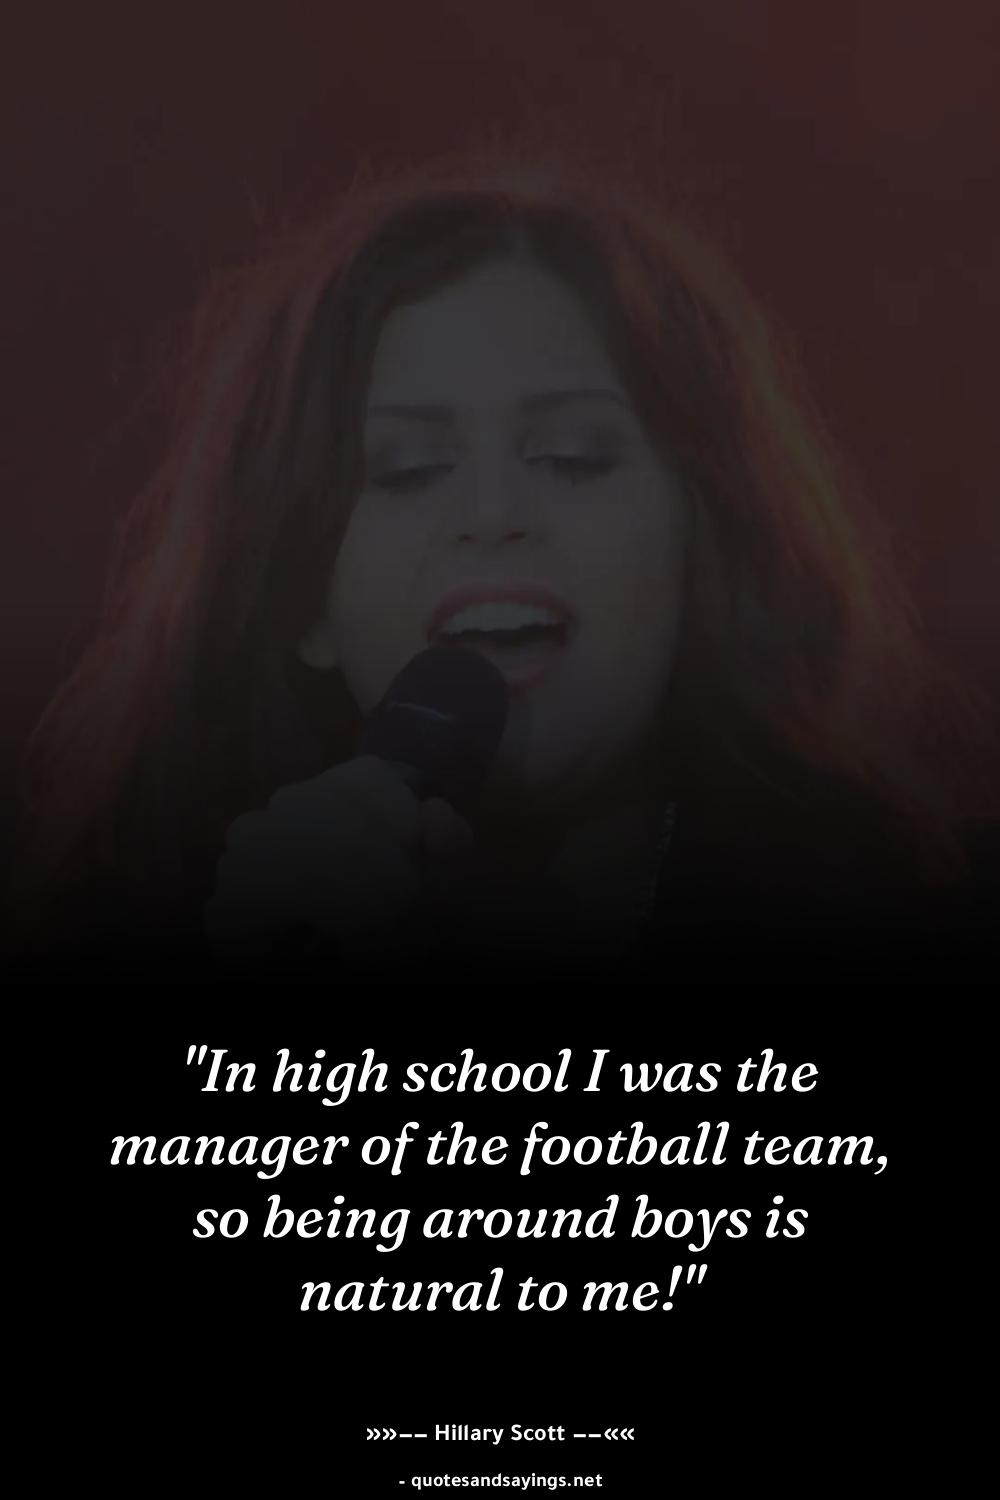 "In high school I was the
manager of the football team,
so being around boys is
natural to me!"
»»–– Hillary Scott ––««
- quotesandsayings.net